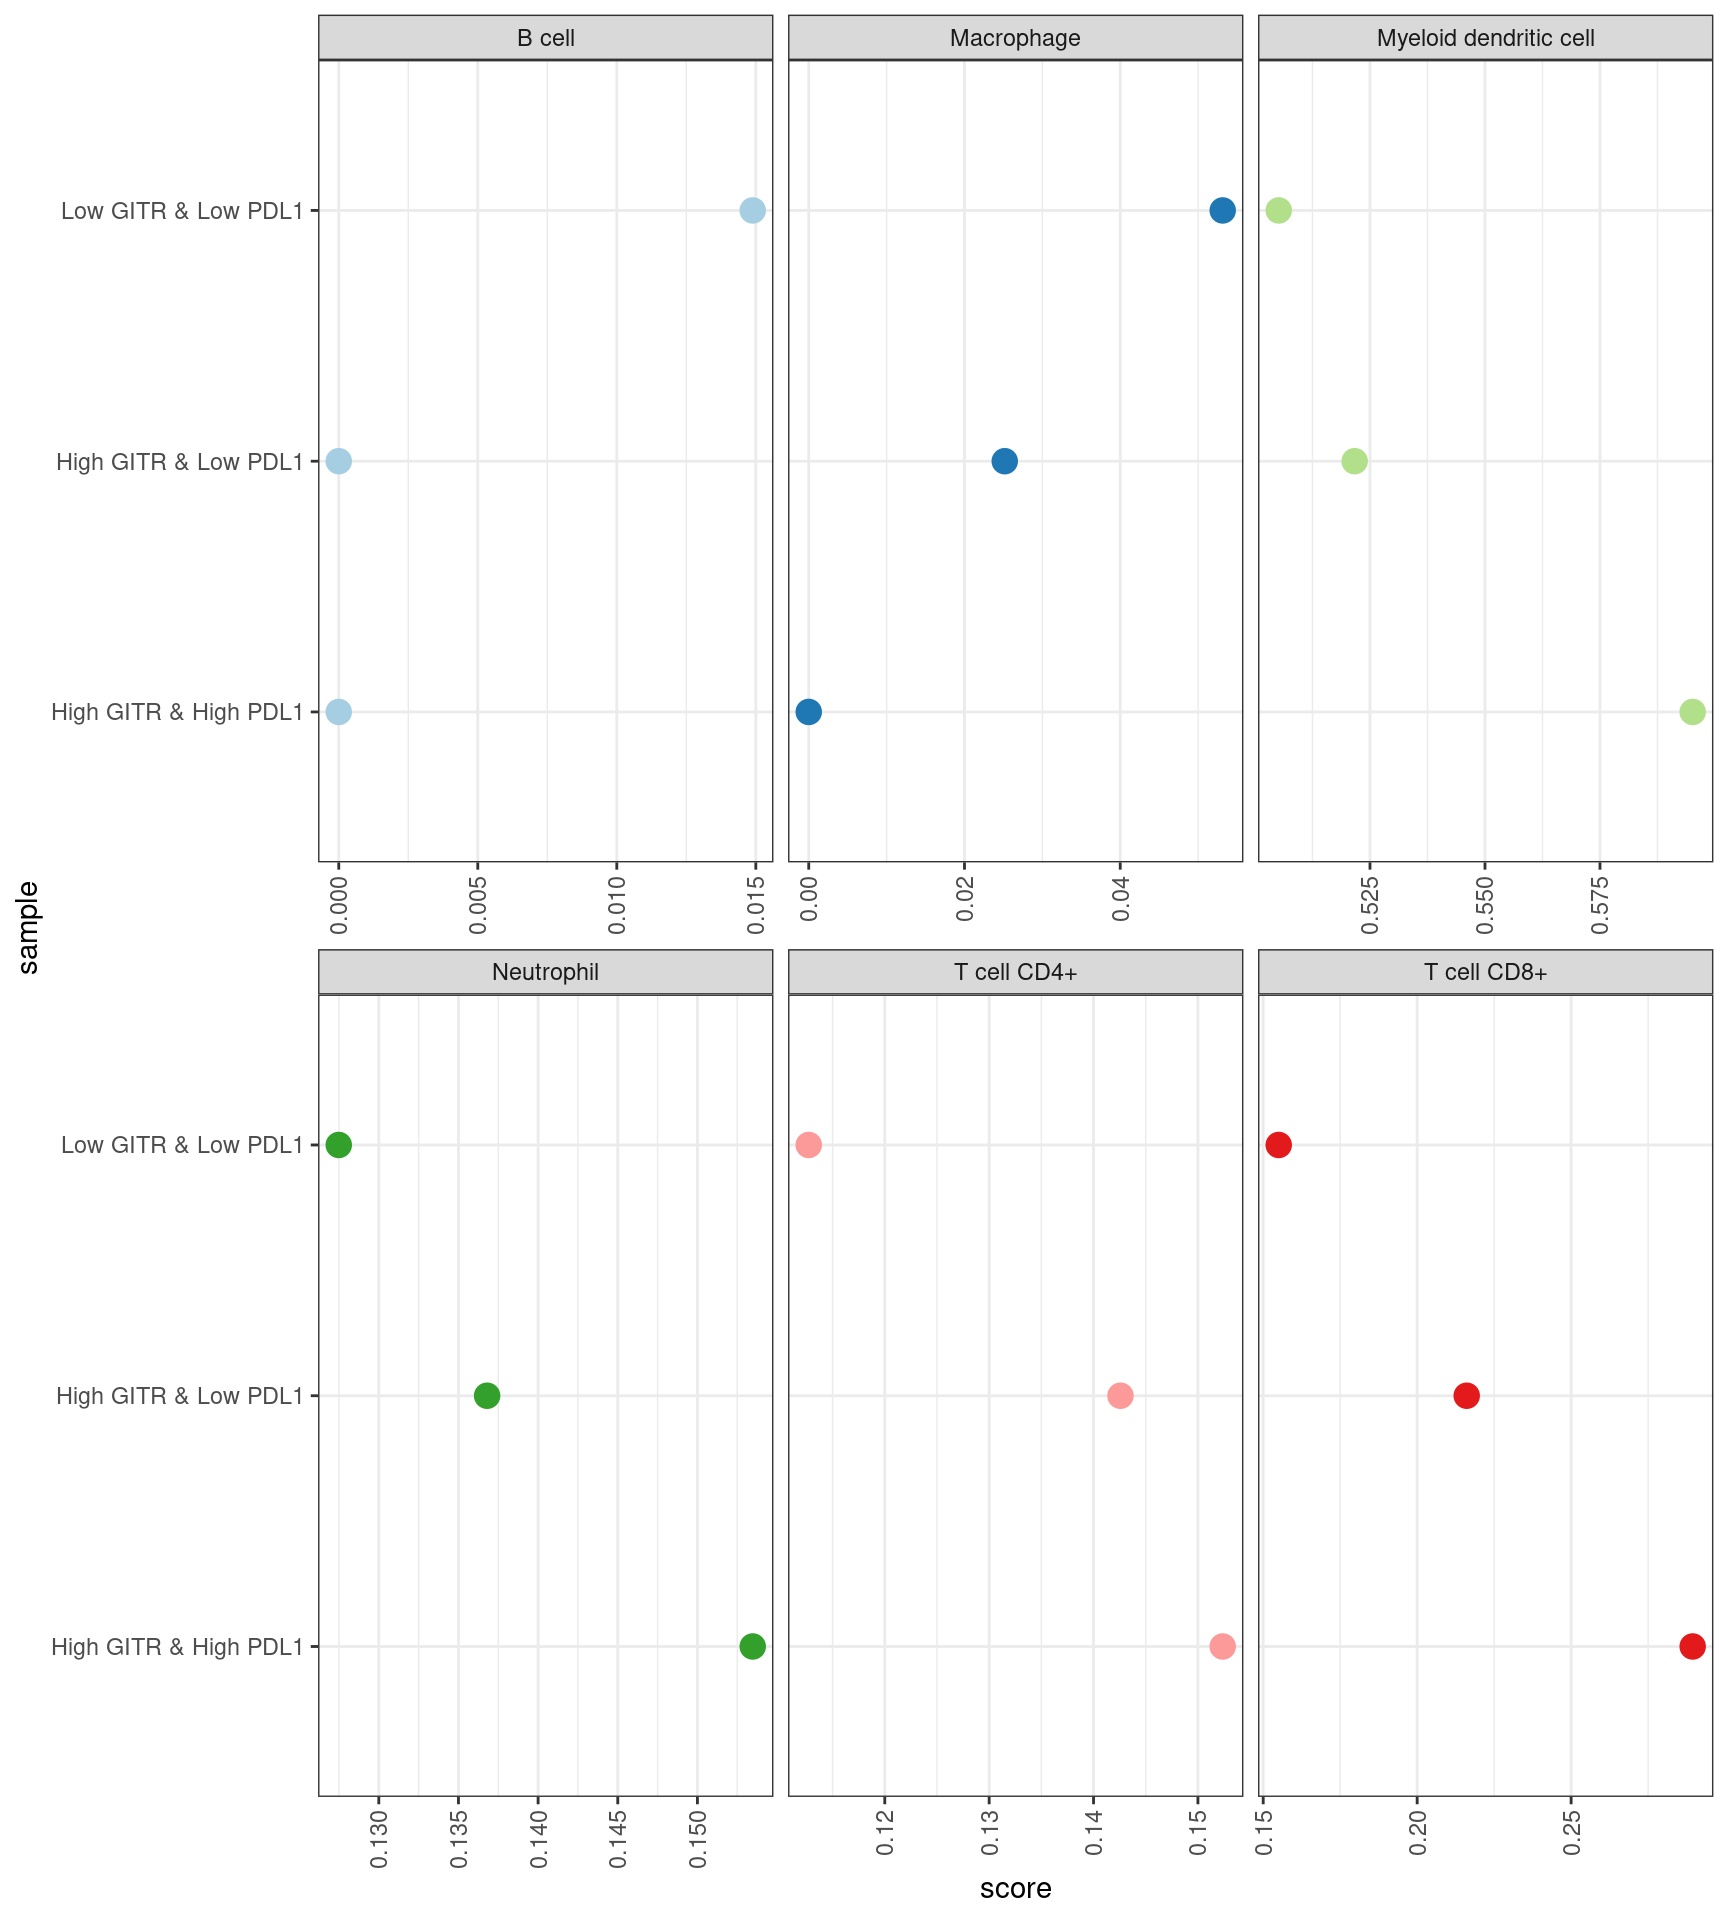 B cell
Macrophage
Myeloid dendritic cell
Low GITR & Low PDL1
High GITR & Low PDL1
High GITR & High PDL1
0.000 0.005 0.010 0.015
0.00 0.02 0.04
0.525 0.550 0.575
sample
Neutrophil
T cell CD4+
T cell CD8+
Low GITR & Low PDL1
High GITR & Low PDL1
High GITR & High PDL1
0.130 0.135 0.140 0.145 0.150
0.12 0.13 0.14 0.15
0.15 0.20 0.25
score